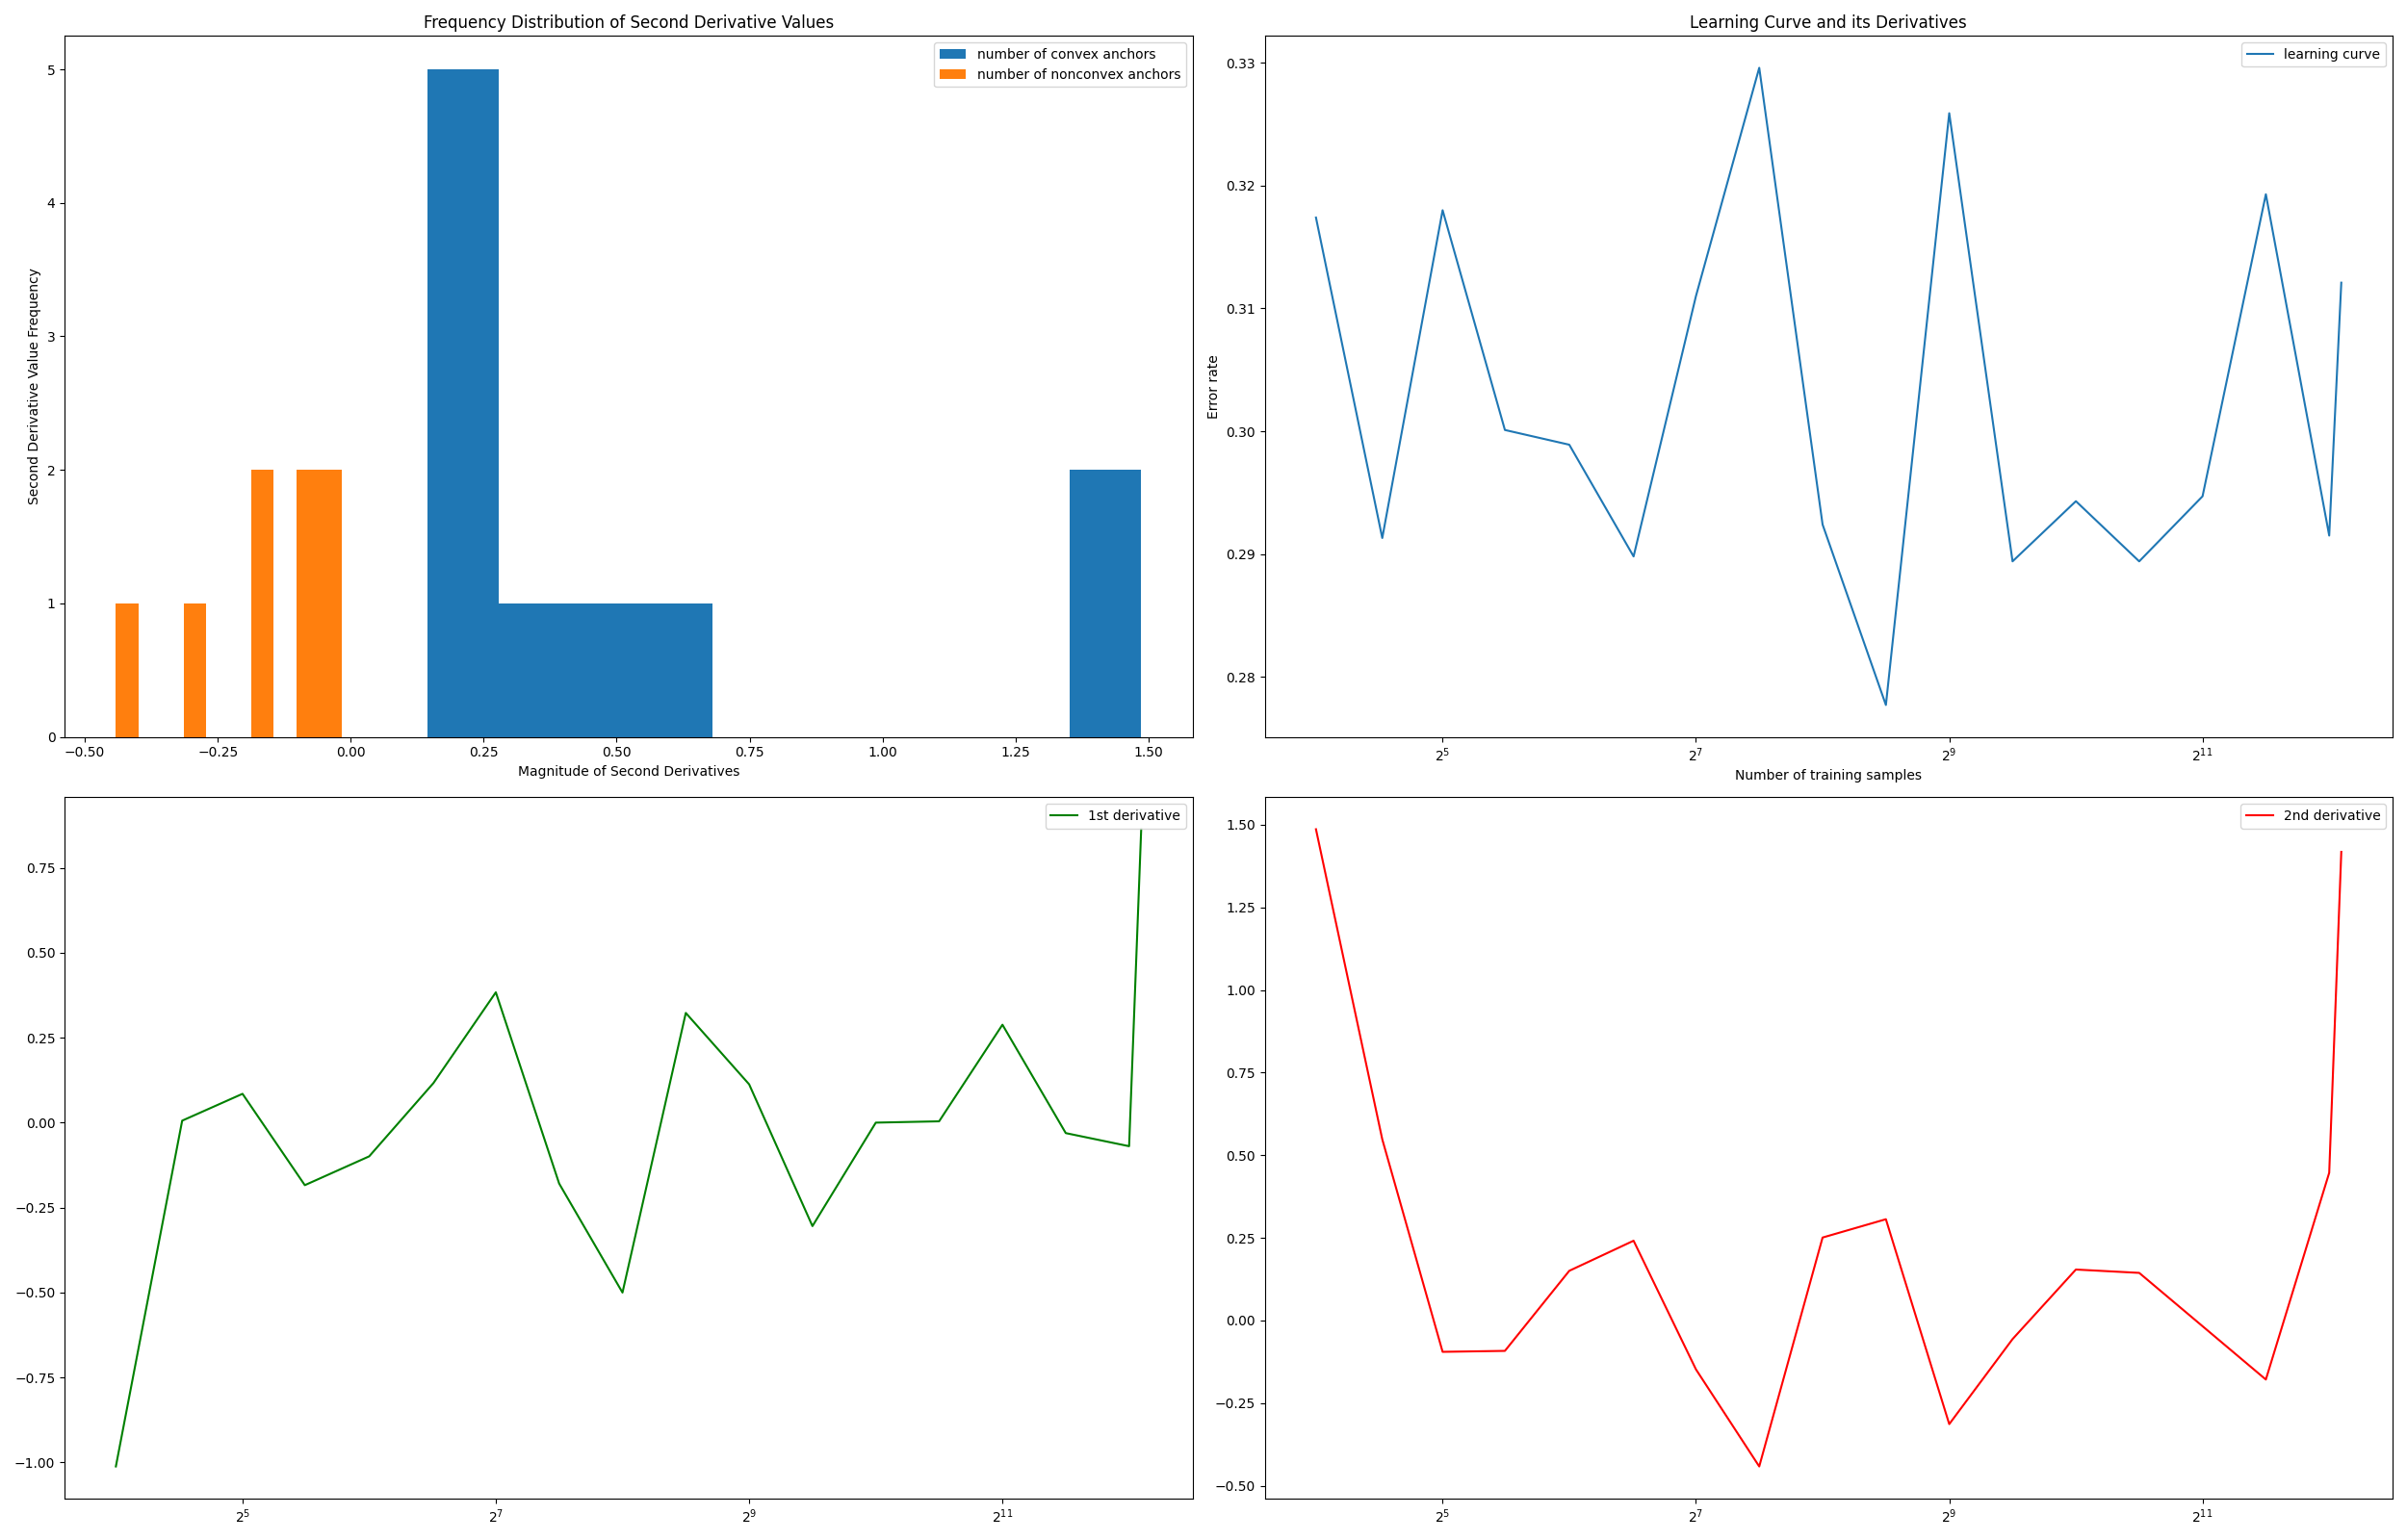 Frequency Distribution of Second Derivative Values
number of convex anchors
number of nonconvex anchors
Second Derivative Value Frequency
5
4
3
2
1
0
−0.50 −0.25 0.00 0.25 0.50 0.75 1.00 1.25 1.50
Magnitude of Second Derivatives
Learning Curve and its Derivatives
learning curve
Error rate
0.33
0.32
0.31
0.30
0.29
0.28
2^5 2^7 2^9 2^11
Number of training samples
1st derivative
0.75
0.50
0.25
0.00
−0.25
−0.50
−0.75
−1.00
2^5 2^7 2^9 2^11
2nd derivative
1.50
1.25
1.00
0.75
0.50
0.25
0.00
−0.25
−0.50
2^5 2^7 2^9 2^11